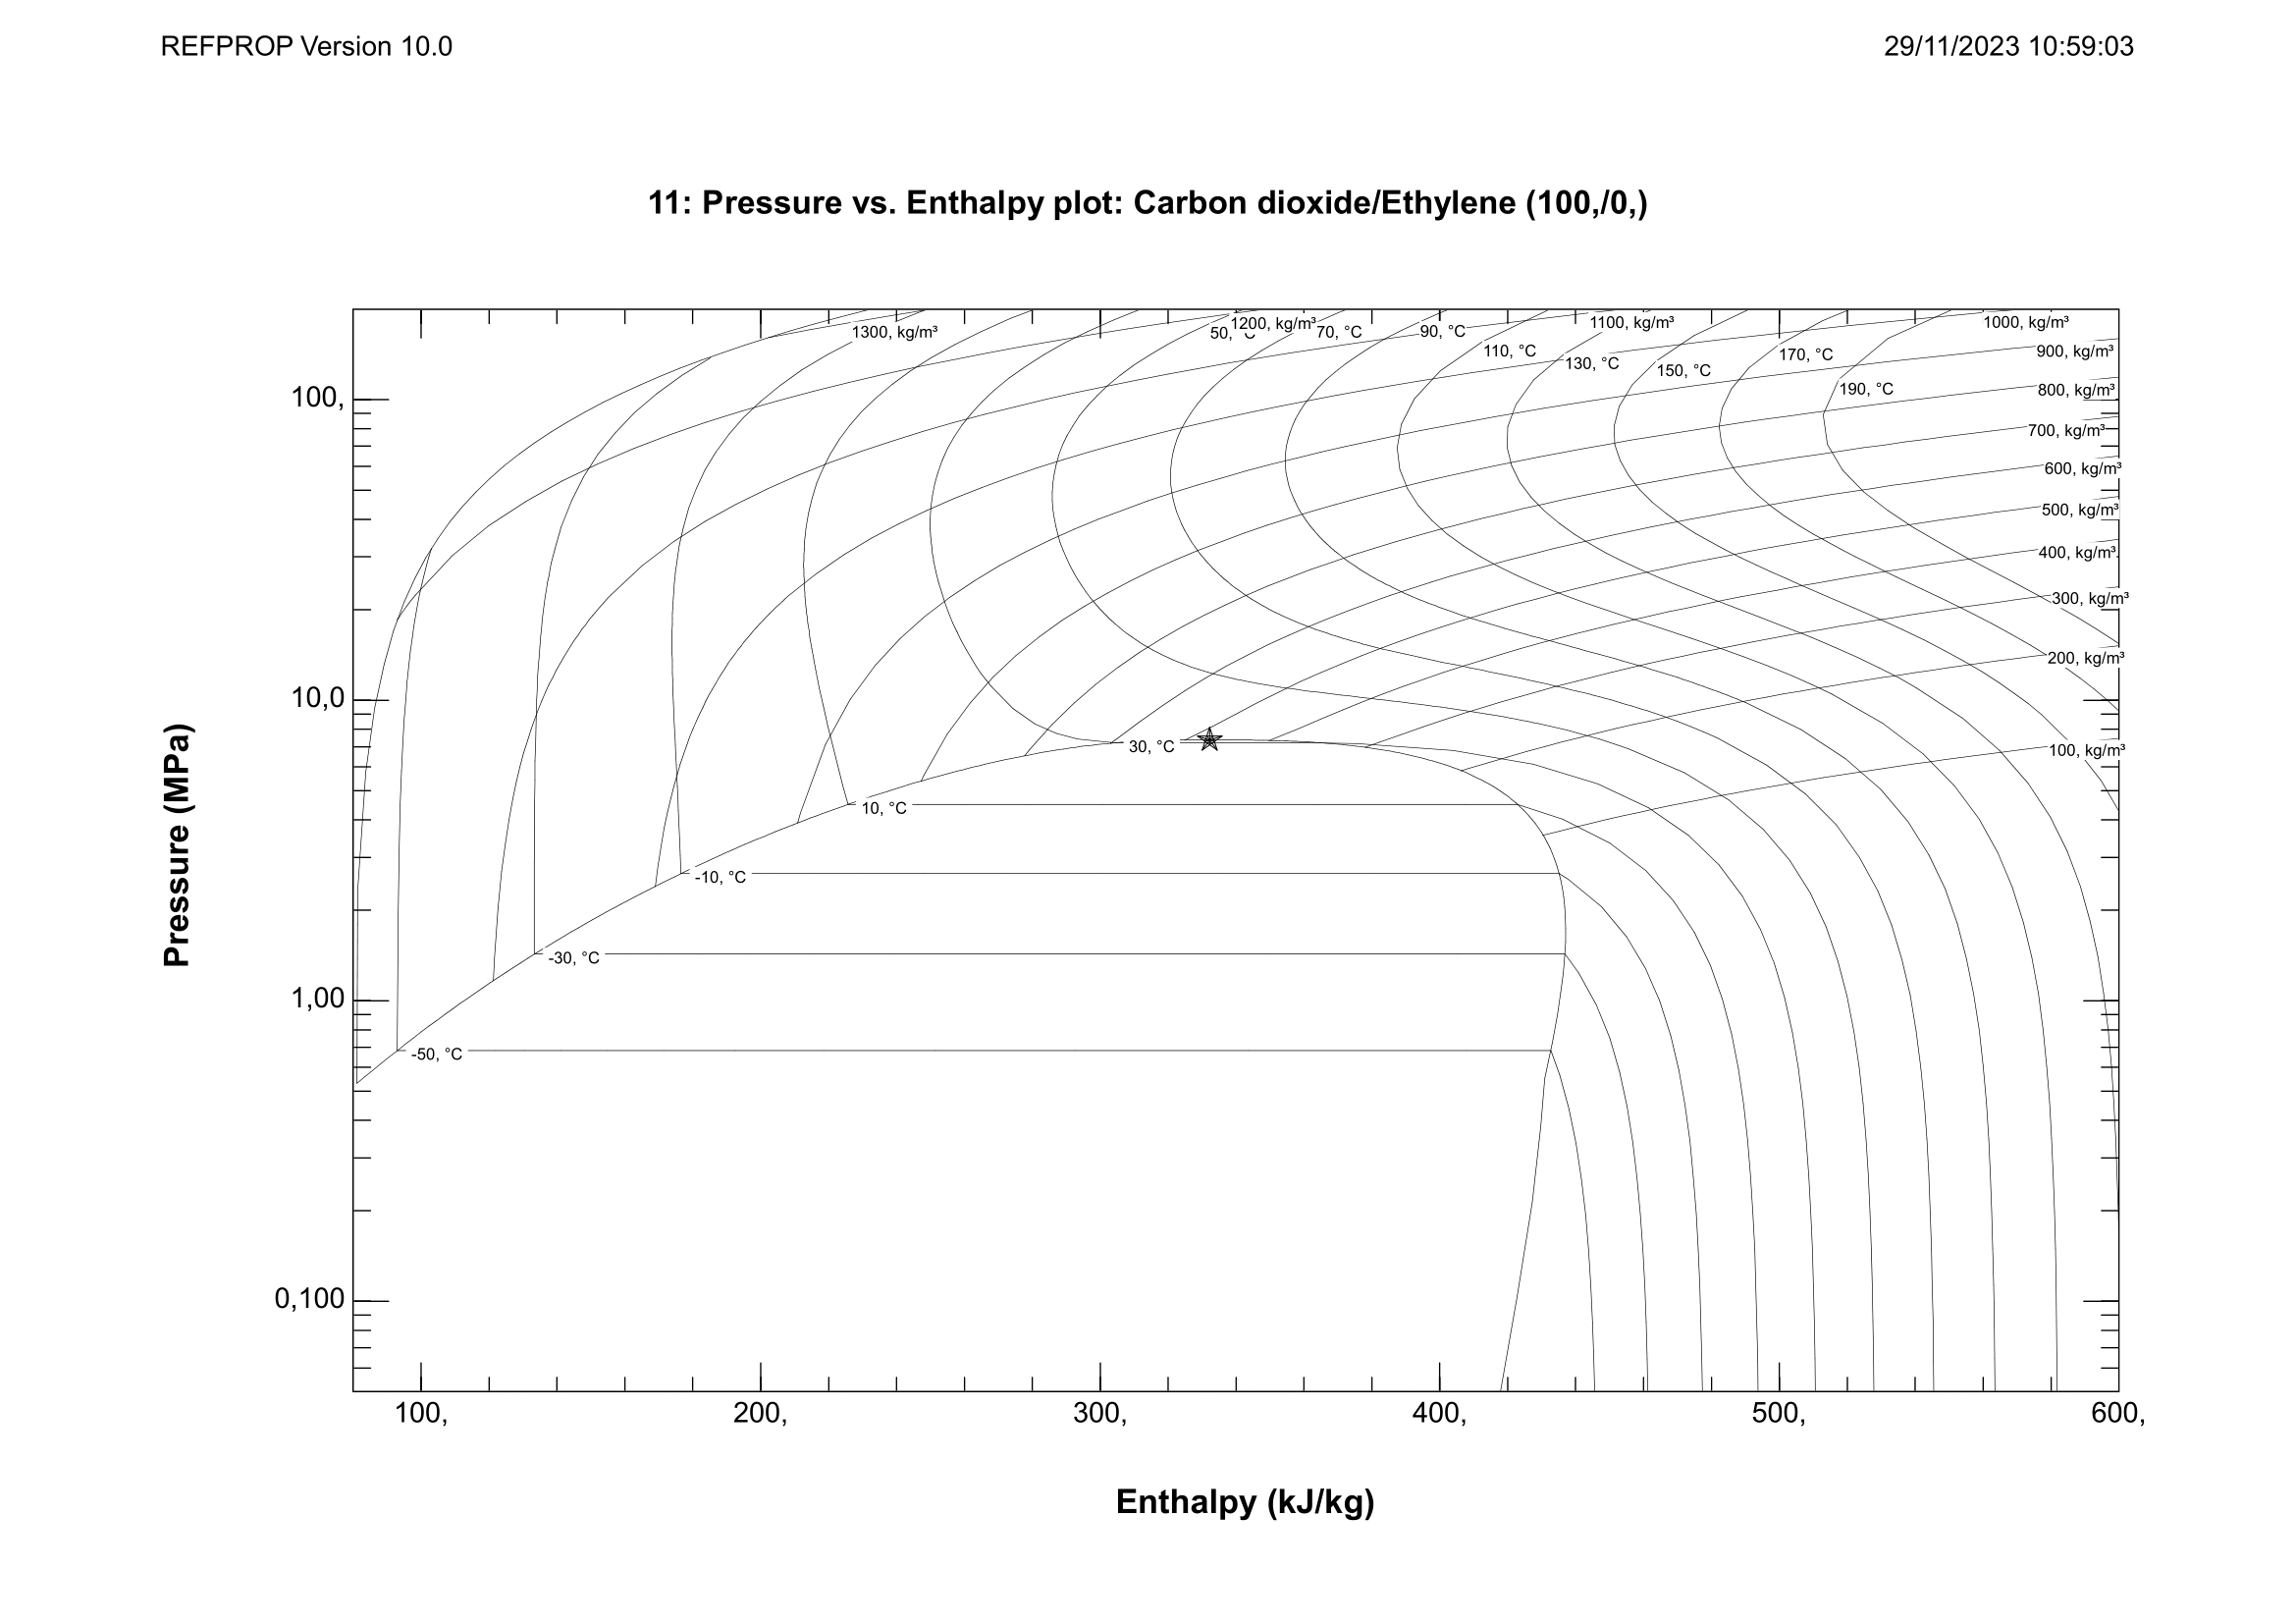 REFPROP Version 10.0
29/11/2023 10:59:03
11: Pressure vs. Enthalpy plot: Carbon dioxide/Ethylene (100,/0,)
1300, kg/m³
50, °C
1200, kg/m³
70, °C
90, °C
1100, kg/m³
1000, kg/m³
110, °C
130, °C
150, °C
170, °C
190, °C
900, kg/m³
800, kg/m³
700, kg/m³
600, kg/m³
500, kg/m³
400, kg/m³
300, kg/m³
200, kg/m³
100, kg/m³
30, °C
10, °C
-10, °C
-30, °C
-50, °C
100,
10,0
1,00
0,100
Pressure (MPa)
100,
200,
300,
400,
500,
600,
Enthalpy (kJ/kg)